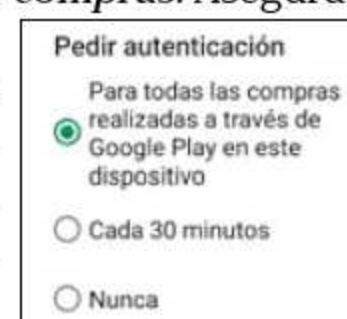 compras. Asegura
Pedir autenticación
Para todas las compras
realizadas a través de
Google Play en este
dispositivo
Cada 30 minutos
Nunca